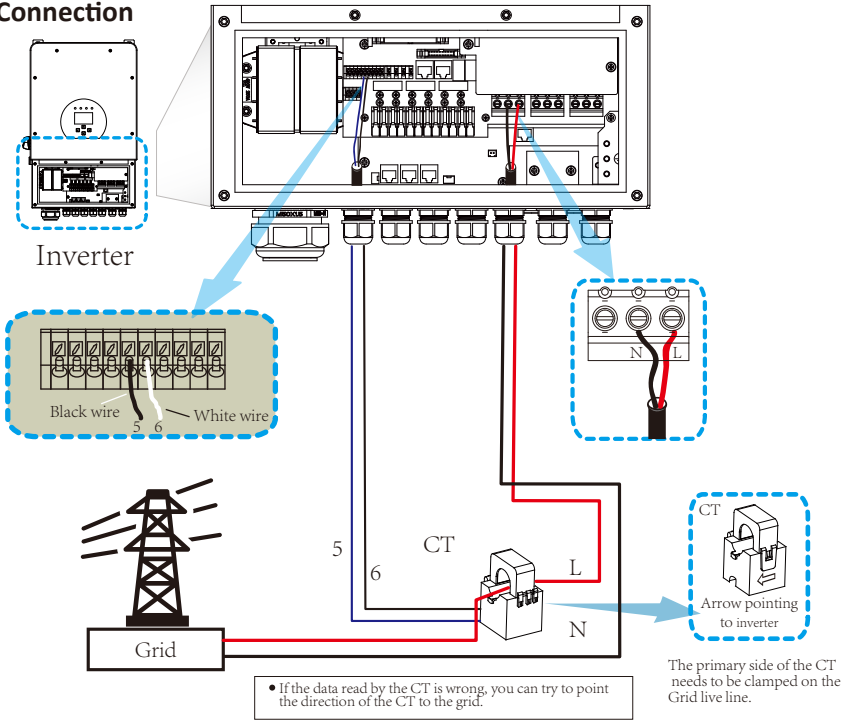 Connection
Inverter
N
L
Black wire
White wire
5
6
5
6
CT
L
N
Grid
CT
Arrow pointing
to inverter
The primary side of the CT
needs to be clamped on the
Grid live line.
• If the data read by the CT is wrong, you can try to point
the direction of the CT to the grid.